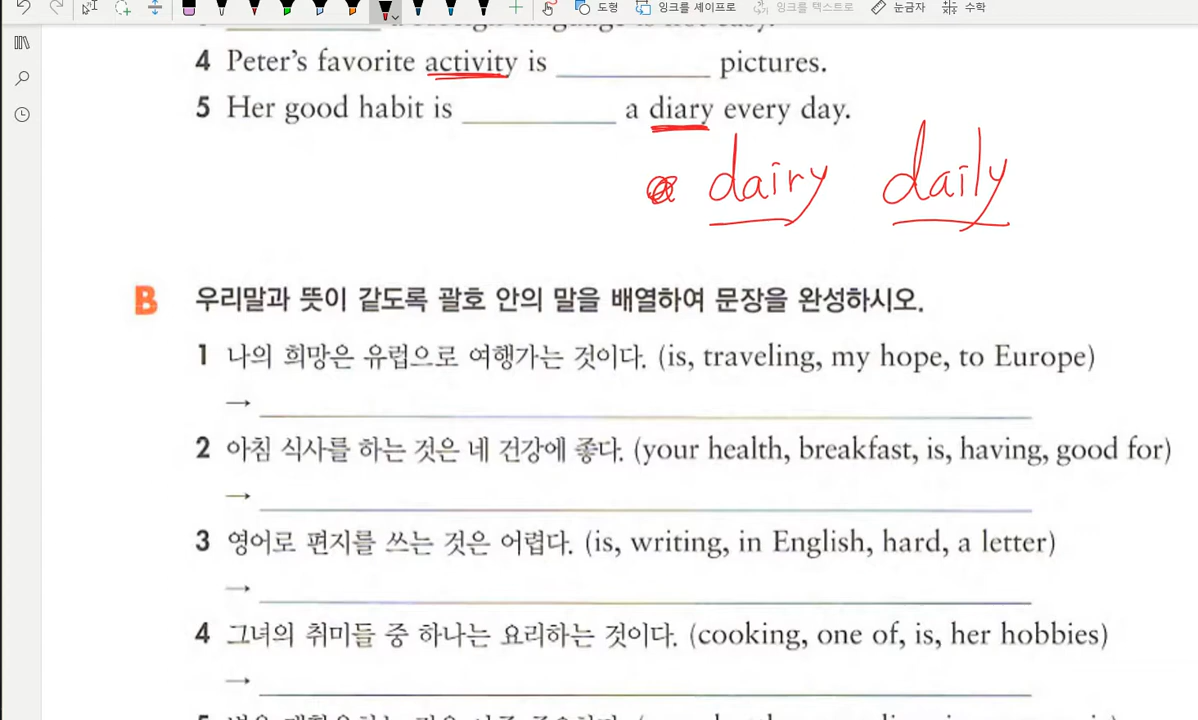 도형 잉크를 셰이프로 잉크를 텍스트로 눈금자 수학
4 Peter's favorite activity is __________ pictures.
5 Her good habit is __________ a diary every day.
dairy daily
B 우리말과 뜻이 같도록 괄호 안의 말을 배열하여 문장을 완성하시오.
1 나의 희망은 유럽으로 여행가는 것이다. (is, traveling, my hope, to Europe)
→
2 아침 식사를 하는 것은 네 건강에 좋다. (your health, breakfast, is, having, good for)
→
3 영어로 편지를 쓰는 것은 어렵다. (is, writing, in English, hard, a letter)
→
4 그녀의 취미들 중 하나는 요리하는 것이다. (cooking, one of, is, her hobbies)
→